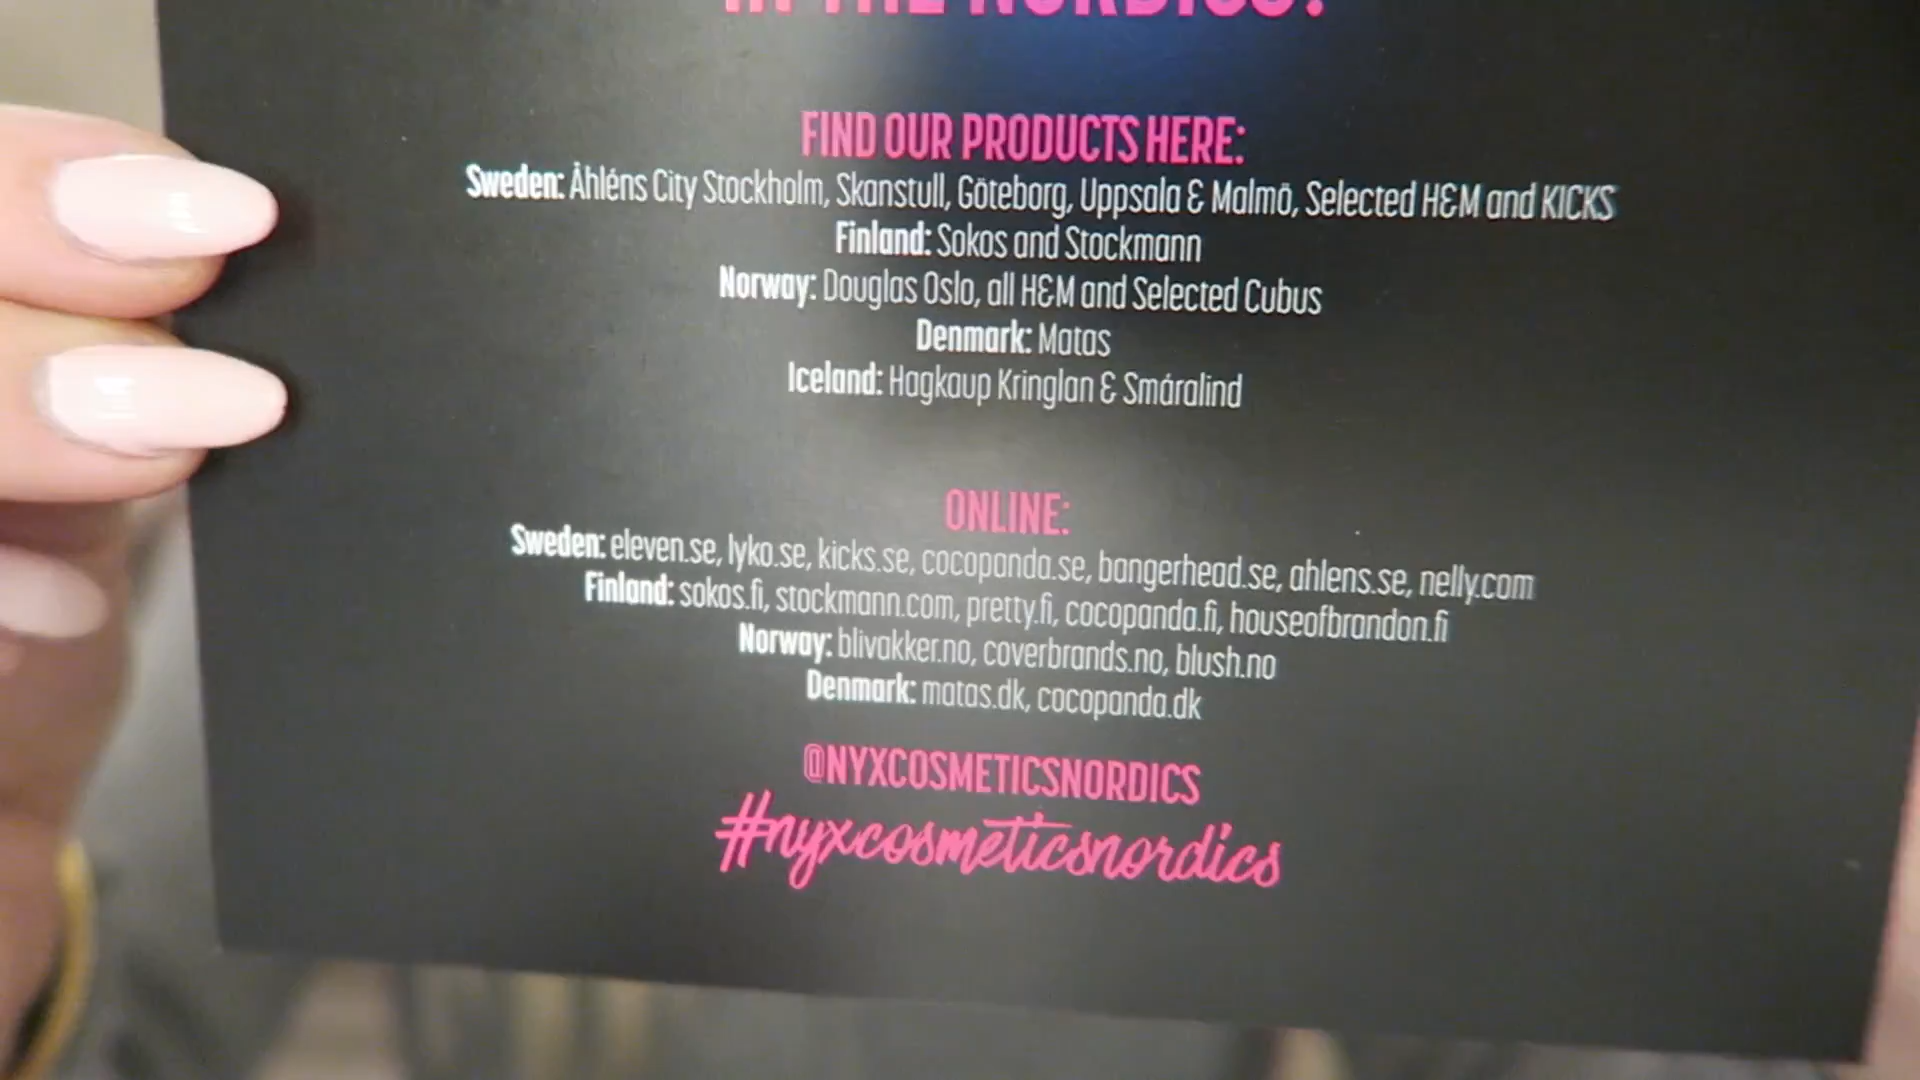 IN THE NORDICS?
FIND OUR PRODUCTS HERE:
Sweden: Åhléns City Stockholm, Skanstull, Göteborg, Uppsala & Malmö, Selected H&M and KICKS
Finland: Sokos and Stockmann
Norway: Douglas Oslo, all H&M and Selected Cubus
Denmark: Matas
Iceland: Hagkaup Kringlan & Smáralind
ONLINE:
Sweden: eleven.se, lyko.se, kicks.se, cocopanda.se, bangerhead.se, ahlens.se, nelly.com
Finland: sokos.fi, stockmann.com, pretty.fi, cocopanda.fi, houseofbrandon.fi
Norway: blivakker.no, coverbrands.no, blush.no
Denmark: matas.dk, cocopanda.dk
@NYXCOSMETICSNORDICS
#nyxcosmeticsnordics